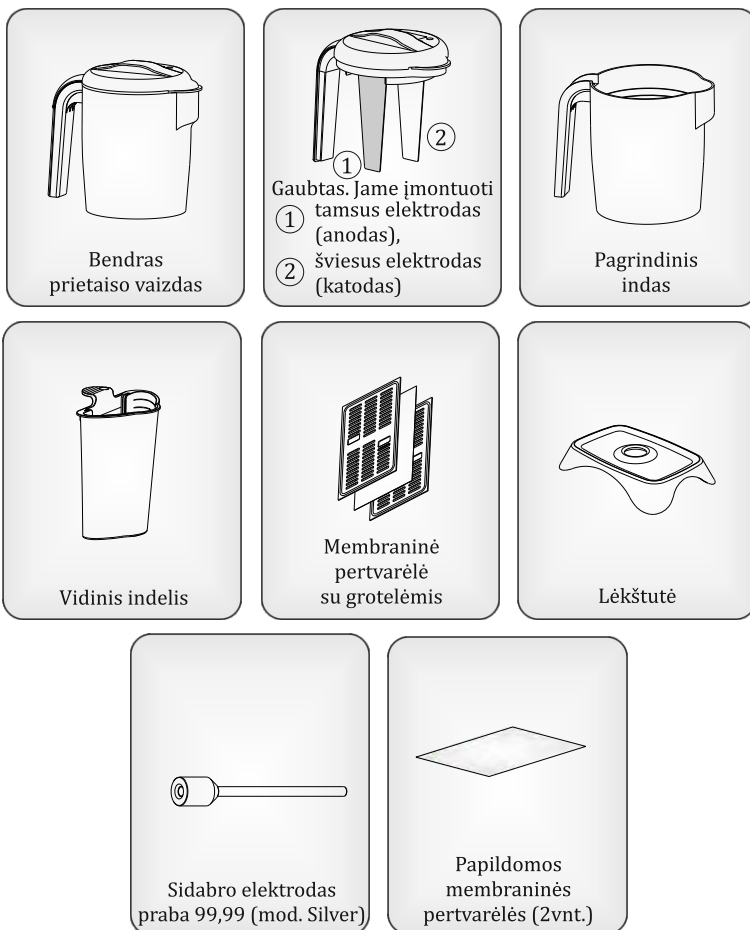 Bendras
prietaiso vaizdas
1
2
Gaubtas. Jame įmontuoti
1 tamsus elektrodas
(anodas),
2 šviesus elektrodas
(katodas)
Pagrindinis
indas
Vidinis indelis
Membraninė
pertvarėlė
su grotelėmis
Lėkštutė
Sidabro elektrodas
praba 99,99 (mod. Silver)
Papildomos
membraninės
pertvarėlės (2vnt.)